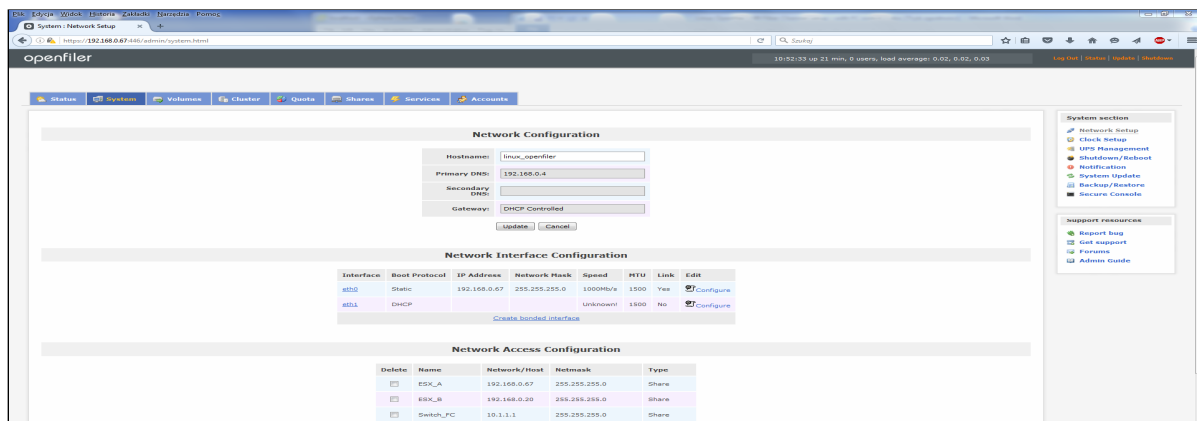 Plik Edycja Widok Historia Zakładki Narzędzia Pomoc
System : Network Setup
https://192.168.0.67:446/admin/system.html
Szukaj
openfiler
10:52:33 up 21 min, 0 users, load average: 0.02, 0.02, 0.03
Log Out | Status | Update | Shutdown
Status System Volumes Cluster Quota Shares Services Accounts
Network Configuration
Hostname: linux_openfiler
Primary DNS: 192.168.0.4
Secondary DNS:
Gateway: DHCP Controlled
Update Cancel
Network Interface Configuration
Interface Boot Protocol IP Address Network Mask Speed MTU Link Edit
eth0 Static 192.168.0.67 255.255.255.0 1000Mb/s 1500 Yes Configure
eth1 DHCP Unknown! 1500 No Configure
Create bonded interface
Network Access Configuration
Delete Name Network/Host Netmask Type
ESX_A 192.168.0.67 255.255.255.0 Share
ESX_B 192.168.0.20 255.255.255.0 Share
Switch_FC 10.1.1.1 255.255.255.0 Share
System section
Network Setup
Clock Setup
UPS Management
Shutdown/Reboot
Notification
System Update
Backup/Restore
Secure Console
Support resources
Report bug
Get support
Forums
Admin Guide